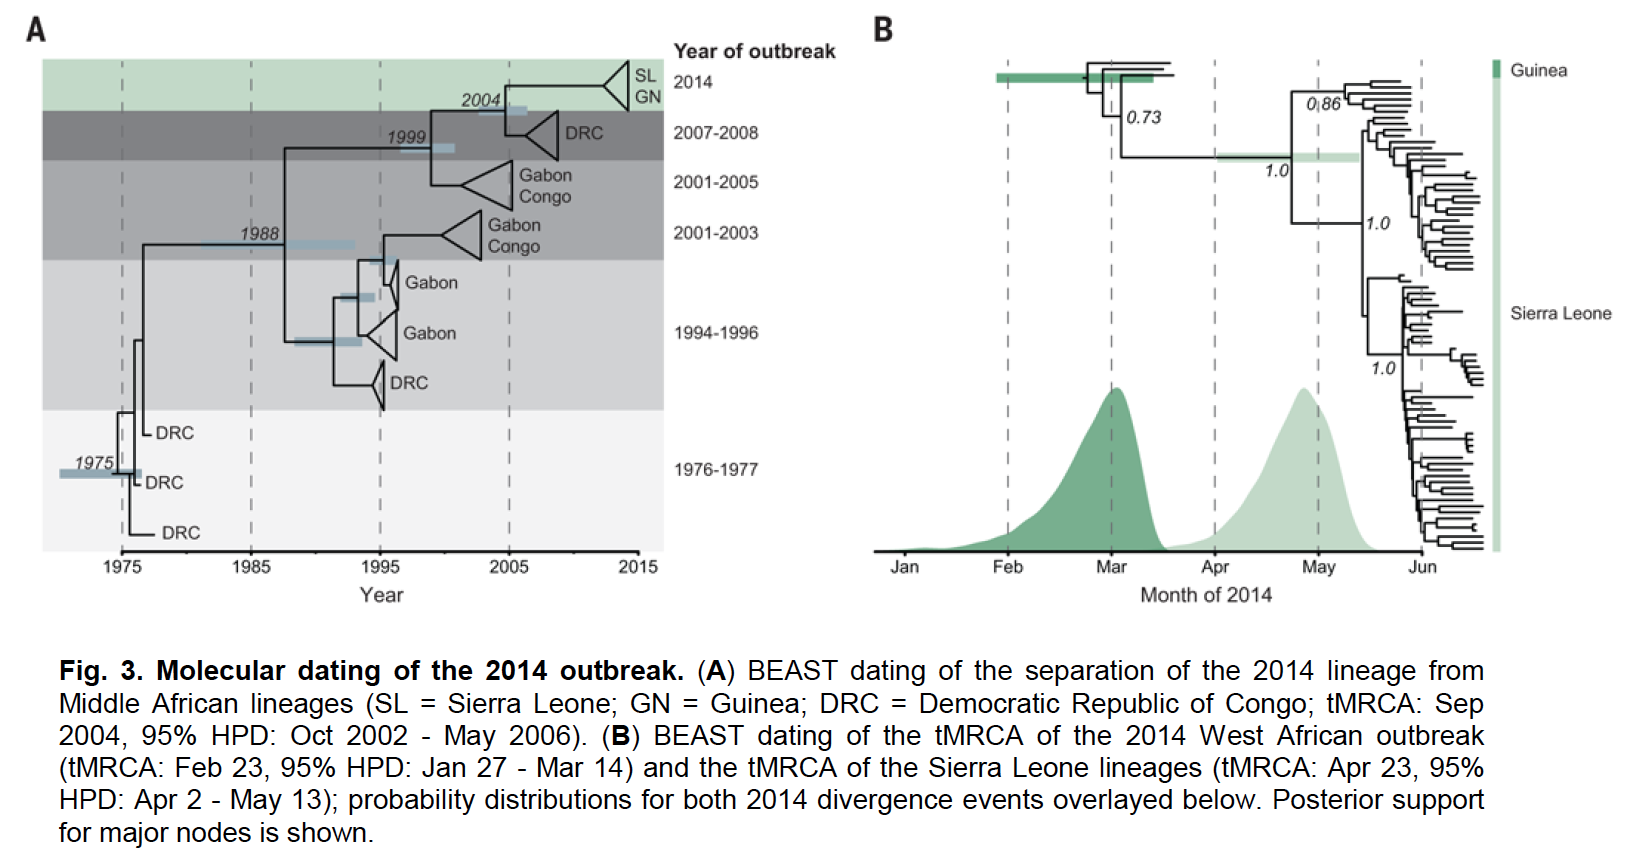 A
Year of outbreak
SL
GN
2014
2004
DRC
2007-2008
1999
Gabon
Congo
2001-2005
Gabon
Congo
2001-2003
1988
Gabon
Gabon
1994-1996
DRC
DRC
1975
DRC
1976-1977
DRC
1975
1985
1995
2005
2015
Year
B
Guinea
0.86
0.73
1.0
1.0
Sierra Leone
1.0
Jan
Feb
Mar
Apr
May
Jun
Month of 2014
Fig. 3. Molecular dating of the 2014 outbreak. (A) BEAST dating of the separation of the 2014 lineage from
Middle African lineages (SL = Sierra Leone; GN = Guinea; DRC = Democratic Republic of Congo; tMRCA: Sep
2004, 95% HPD: Oct 2002 - May 2006). (B) BEAST dating of the tMRCA of the 2014 West African outbreak
(tMRCA: Feb 23, 95% HPD: Jan 27 - Mar 14) and the tMRCA of the Sierra Leone lineages (tMRCA: Apr 23, 95%
HPD: Apr 2 - May 13); probability distributions for both 2014 divergence events overlayed below. Posterior support
for major nodes is shown.